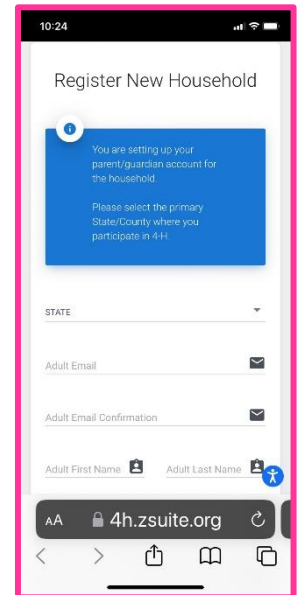 10:24
Register New Household
You are setting up your
parent/guardian account for
the household.
Please select the primary
State/County where you
participate in 4-H.
STATE
Adult Email
Adult Email Confirmation
Adult First Name Adult Last Name
AA 4h.zsuite.org